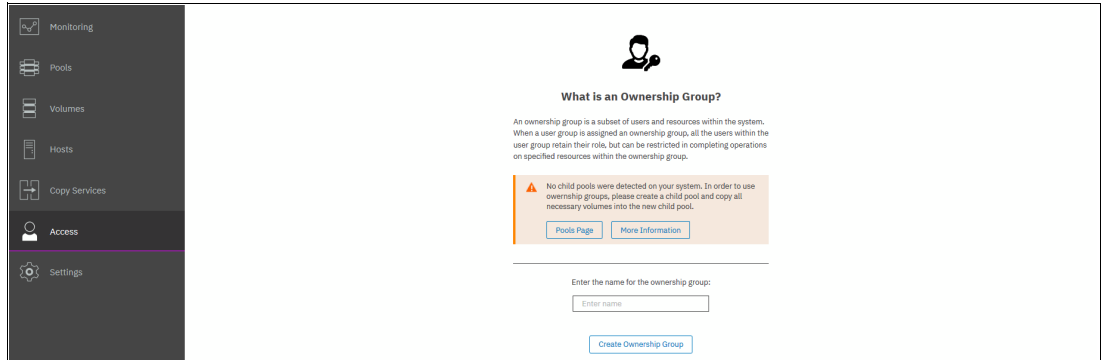 Monitoring
Pools
Volumes
Hosts
Copy Services
Access
Settings
What is an Ownership Group?
An ownership group is a subset of users and resources within the system.
When a user group is assigned an ownership group, all the users within the
user group retain their role, but can be restricted in completing operations
on specified resources within the ownership group.
No child pools were detected on your system. In order to use
owernship groups, please create a child pool and copy all
necessary volumes into the new child pool.
Pools Page
More Information
Enter the name for the ownership group:
Enter name
Create Ownership Group